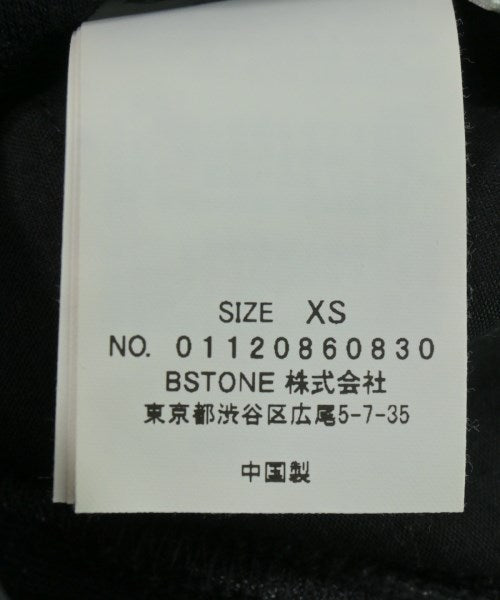 SIZE XS
NO. 01120860830
BSTONE 株式会社
東京都渋谷区広尾5-7-35
中国製